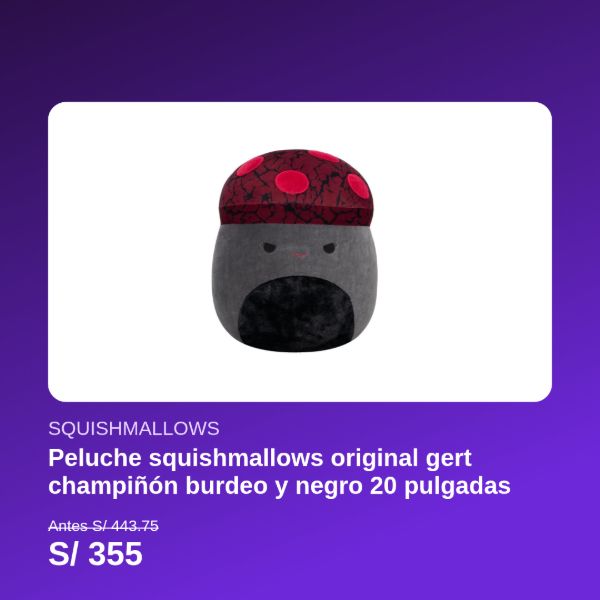 SQUISHMALLOWS
Peluche squishmallows original gert
champiñón burdeo y negro 20 pulgadas
Antes S/ 443.75
S/ 355